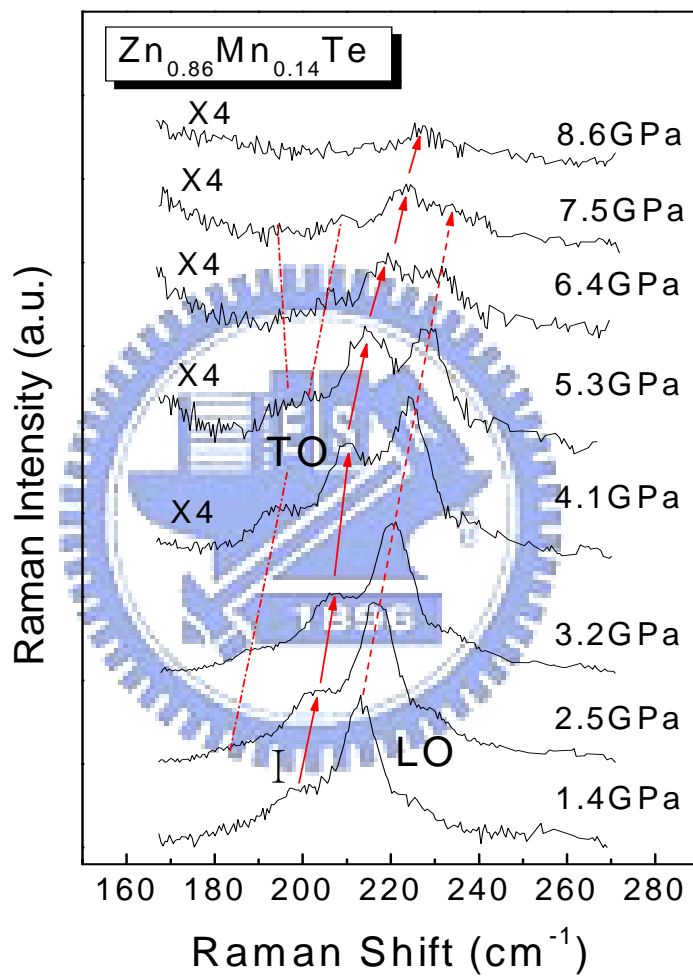 Zn0.86Mn0.14Te
X4
8.6GPa
X4
7.5GPa
X4
6.4GPa
X4
5.3GPa
TO
4.1GPa
X4
1896
3.2GPa
2.5GPa
I
LO
1.4GPa
Raman Intensity (a.u.)
160 180 200 220 240 260 280
Raman Shift (cm-1)